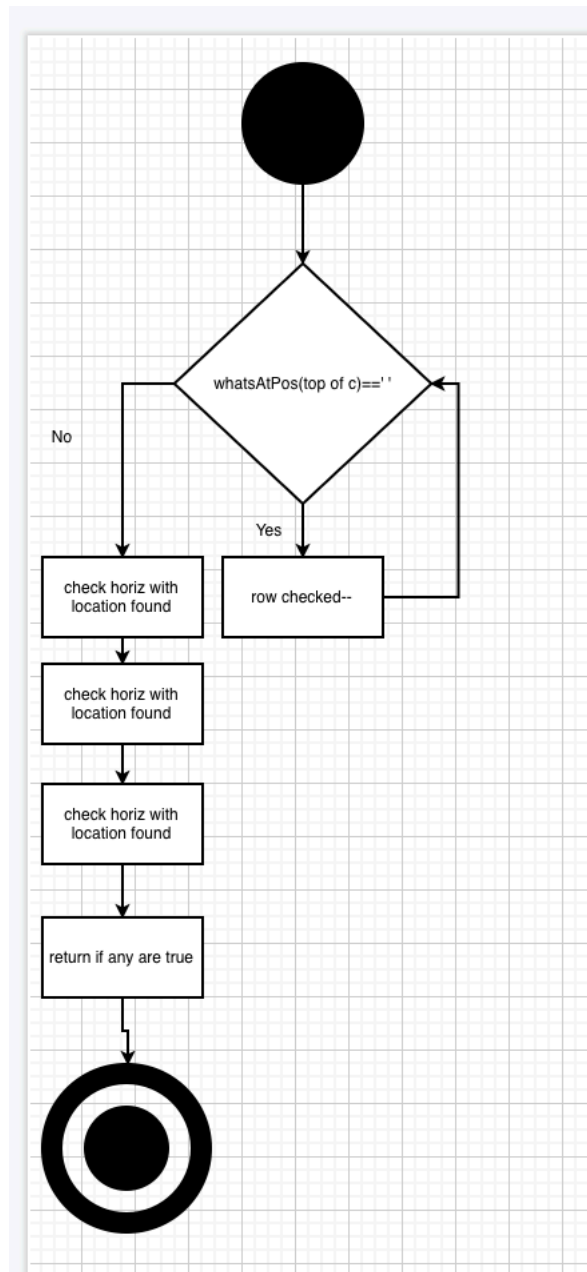 whatsAtPos(top of c)==' '
No
Yes
check horiz with
location found
row checked--
check horiz with
location found
check horiz with
location found
return if any are true